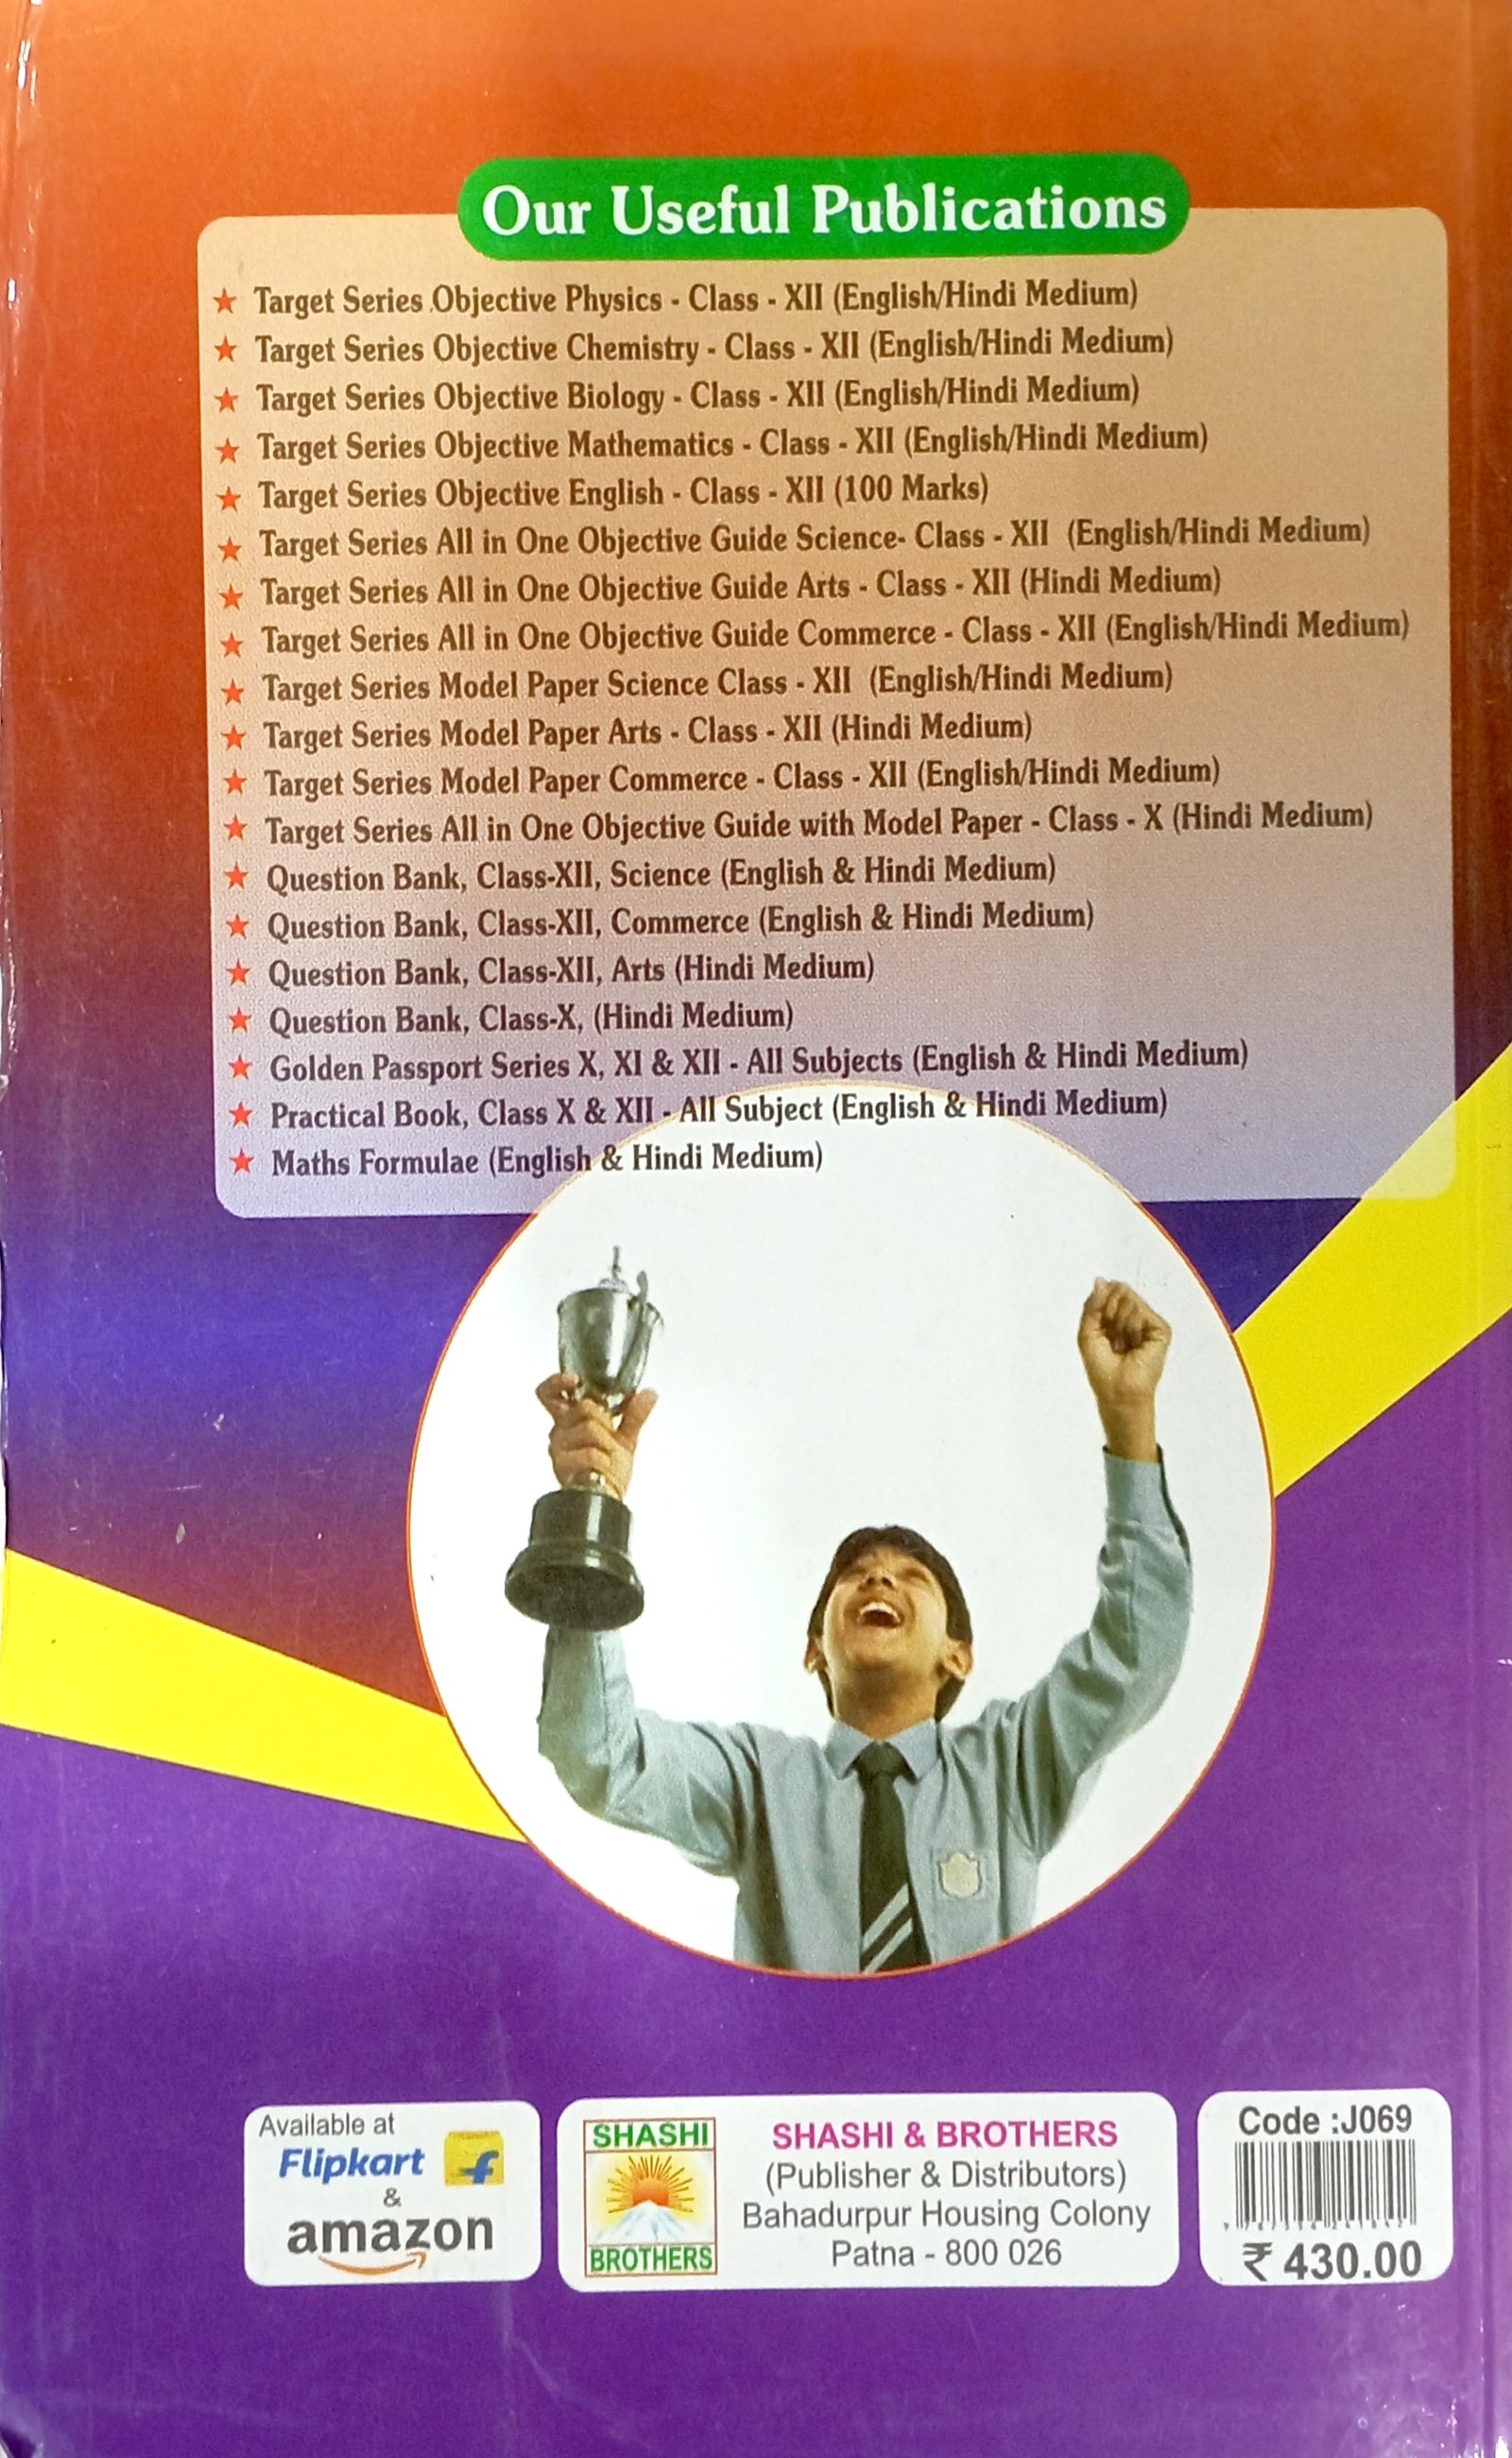 Our Useful Publications
★ Target Series Objective Physics - Class - XII (English/Hindi Medium)
★ Target Series Objective Chemistry - Class - XII (English/Hindi Medium)
★ Target Series Objective Biology - Class - XII (English/Hindi Medium)
★ Target Series Objective Mathematics - Class - XII (English/Hindi Medium)
★ Target Series Objective English - Class - XII (100 Marks)
★ Target Series All in One Objective Guide Science- Class - XII (English/Hindi Medium)
★ Target Series All in One Objective Guide Arts - Class - XII (Hindi Medium)
★ Target Series All in One Objective Guide Commerce - Class - XII (English/Hindi Medium)
★ Target Series Model Paper Science Class - XII (English/Hindi Medium)
★ Target Series Model Paper Arts - Class - XII (Hindi Medium)
★ Target Series Model Paper Commerce - Class - XII (English/Hindi Medium)
★ Target Series All in One Objective Guide with Model Paper - Class - X (Hindi Medium)
★ Question Bank, Class-XII, Science (English & Hindi Medium)
★ Question Bank, Class-XII, Commerce (English & Hindi Medium)
★ Question Bank, Class-XII, Arts (Hindi Medium)
★ Question Bank, Class-X, (Hindi Medium)
★ Golden Passport Series X, XI & XII - All Subjects (English & Hindi Medium)
★ Practical Book, Class X & XII - All Subject (English & Hindi Medium)
★ Maths Formulae (English & Hindi Medium)
Available at
Flipkart
&
amazon
SHASHI
BROTHERS
SHASHI & BROTHERS
(Publisher & Distributors)
Bahadurpur Housing Colony
Patna - 800 026
Code :J069
₹ 430.00